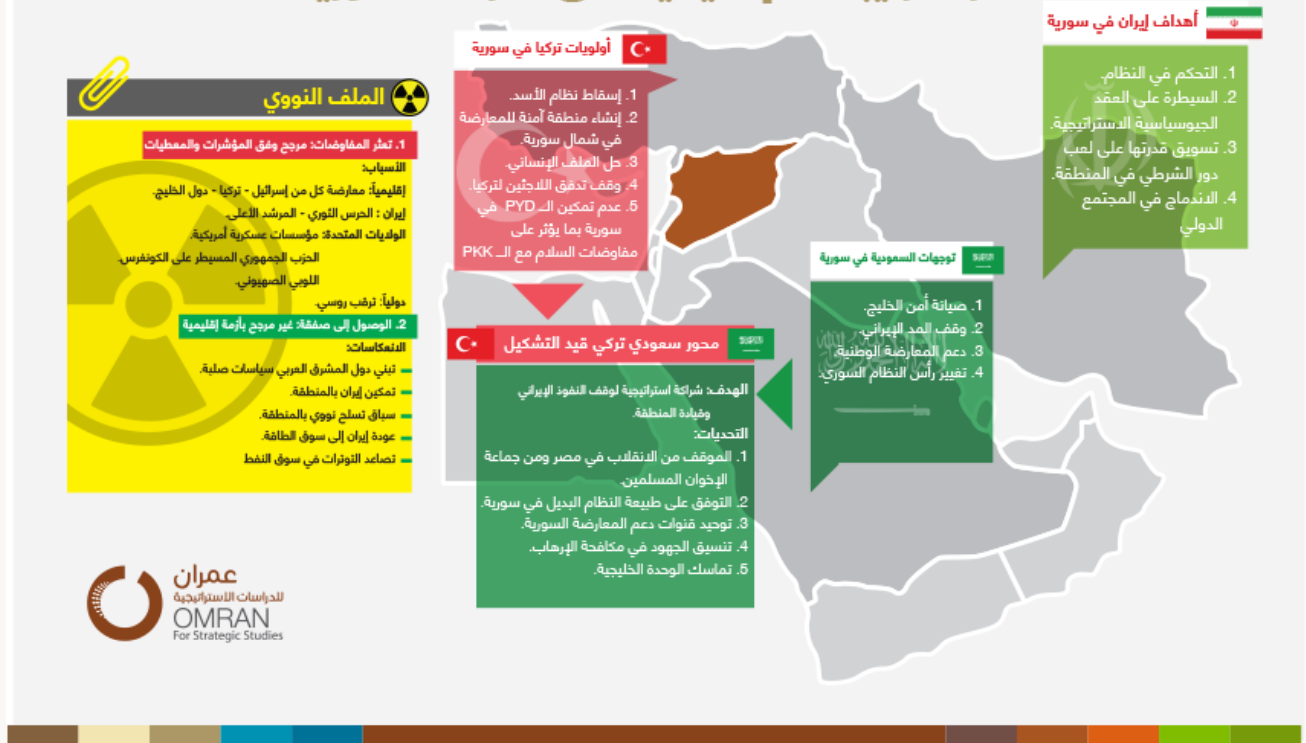 أهداف إيران في سورية
1. التحكم في النظام.
2. السيطرة على العقد
الجيوسياسية الاستراتيجية.
3. تسويق قدرتها على لعب
دور الشرطي في المنطقة.
4. الاندماج في المجتمع
الدولي
أولويات تركيا في سورية
1. إسقاط نظام الأسد.
2. إنشاء منطقة آمنة للمعارضة
في شمال سورية.
3. حل الملف الإنساني.
4. وقف تدفق اللاجئين لتركيا.
5. عدم تمكين الـ PYD في
سورية بما يؤثر على
مفاوضات السلام مع الـ PKK
توجهات السعودية في سورية
1. صيانة أمن الخليج.
2. وقف المد الإيراني.
3. دعم المعارضة الوطنية.
4. تغيير رأس النظام السوري.
محور سعودي تركي قيد التشكيل
الهدف: شراكة استراتيجية لوقف النفوذ الإيراني
وقيادة المنطقة.
التحديات:
1. الموقف من الانقلاب في مصر ومن جماعة
الإخوان المسلمين.
2. التوفق على طبيعة النظام البديل في سورية.
3. توحيد قنوات دعم المعارضة السورية.
4. تنسيق الجهود في مكافحة الإرهاب.
5. تماسك الوحدة الخليجية.
الملف النووي
1. تعثر المفاوضات: مرجح وفق المؤشرات والمعطيات
الأسباب:
إقليمياً: معارضة كل من إسرائيل - تركيا - دول الخليج.
إيران : الحرس الثوري - المرشد الأعلى.
الولايات المتحدة: مؤسسات عسكرية أمريكية.
الحزب الجمهوري المسيطر على الكونغرس.
اللوبي الصهيوني.
دولياً: ترقب روسي.
2. الوصول إلى صفقة: غير مرجح بأزمة إقليمية
الانعكاسات:
تبني دول المشرق العربي سياسات صلبة.
تمكين إيران بالمنطقة.
سباق تسلح نووي بالمنطقة.
عودة إيران إلى سوق الطاقة.
تصاعد التوترات في سوق النفط
عمران
للدراسات الاستراتيجية
OMRAN
For Strategic Studies